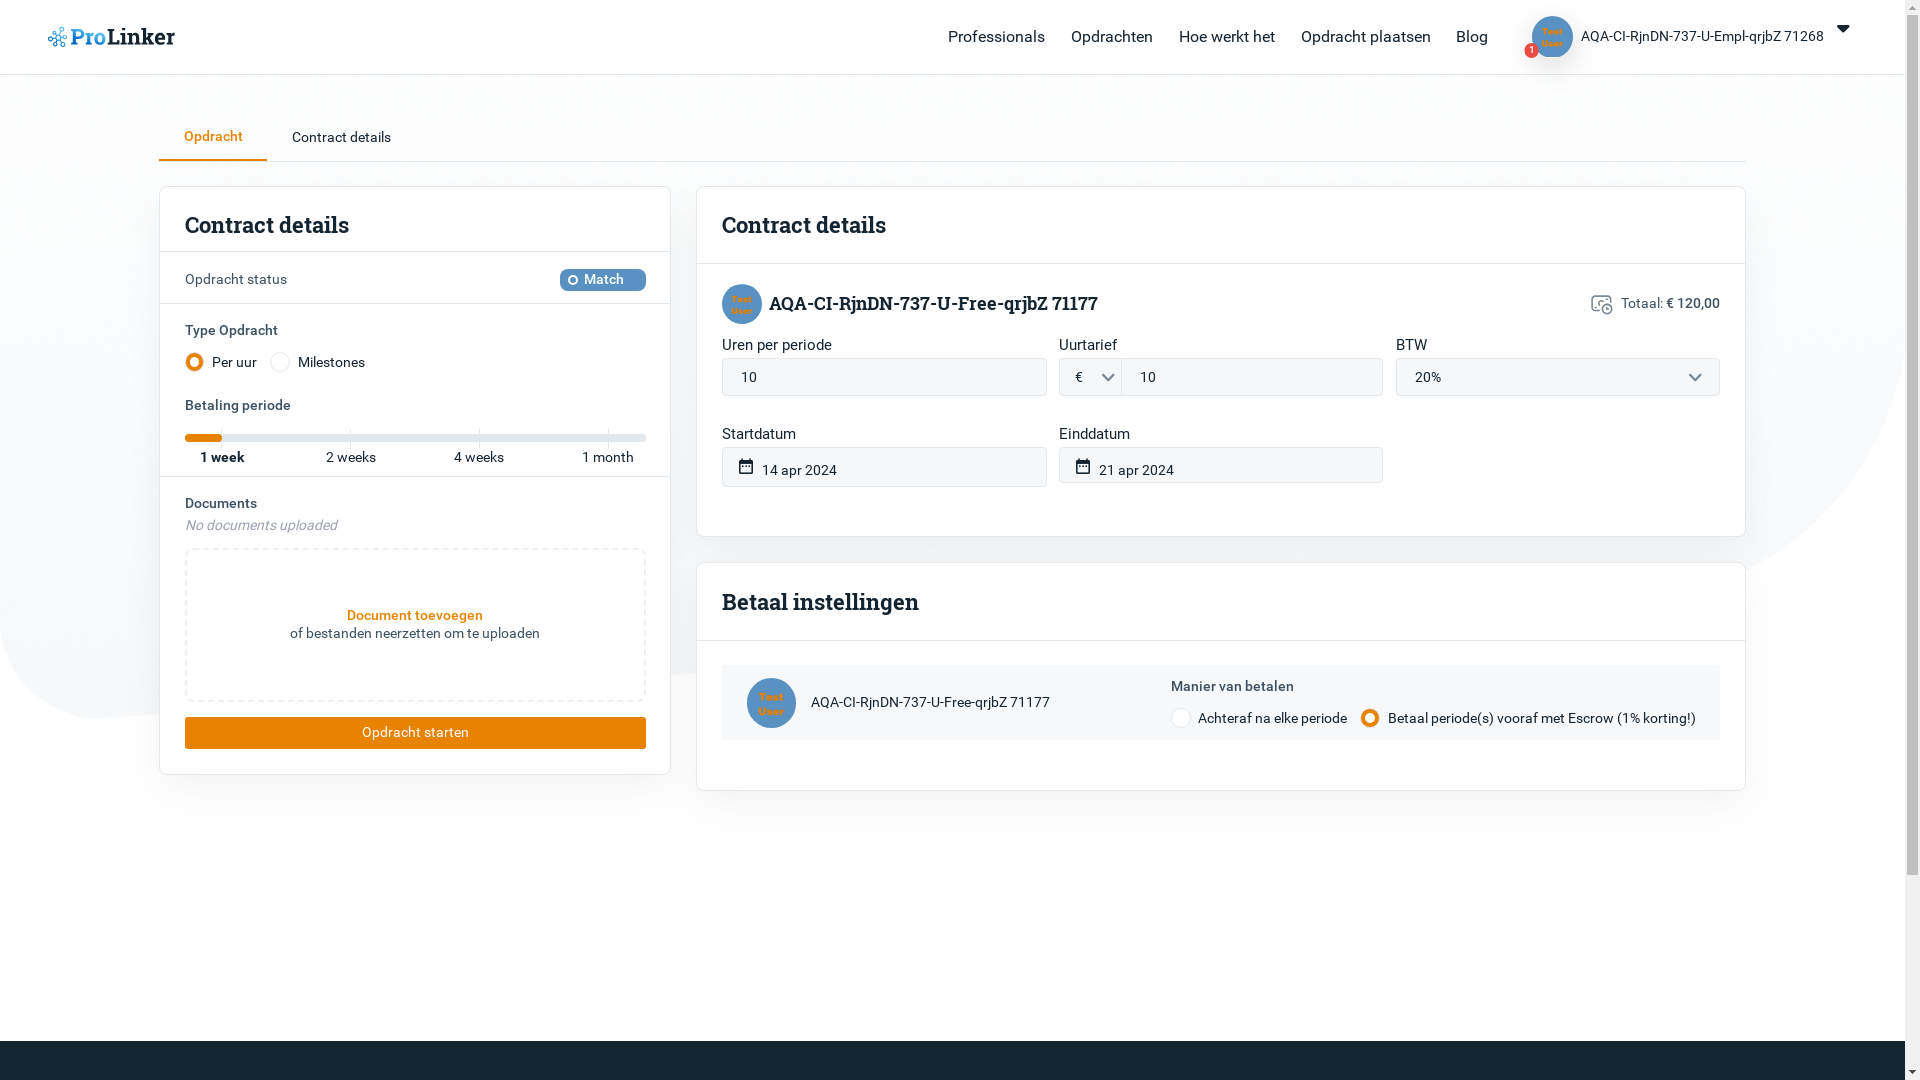 ProLinker
Professionals Opdrachten Hoe werkt het Opdracht plaatsen Blog
Test User
1
AQA-CI-RjnDN-737-U-Empl-qrjbZ 71268
Opdracht Contract details
Contract details
Opdracht status Match
Type Opdracht
Per uur Milestones
Betaling periode
1 week 2 weeks 4 weeks 1 month
Documents
No documents uploaded
Document toevoegen
of bestanden neerzetten om te uploaden
Opdracht starten
Contract details
Test User
AQA-CI-RjnDN-737-U-Free-qrjbZ 71177 Totaal: € 120,00
Uren per periode Uurtarief BTW
10 € 10 20%
Startdatum Einddatum
14 apr 2024 21 apr 2024
Betaal instellingen
Test User
AQA-CI-RjnDN-737-U-Free-qrjbZ 71177
Manier van betalen
Achteraf na elke periode Betaal periode(s) vooraf met Escrow (1% korting!)